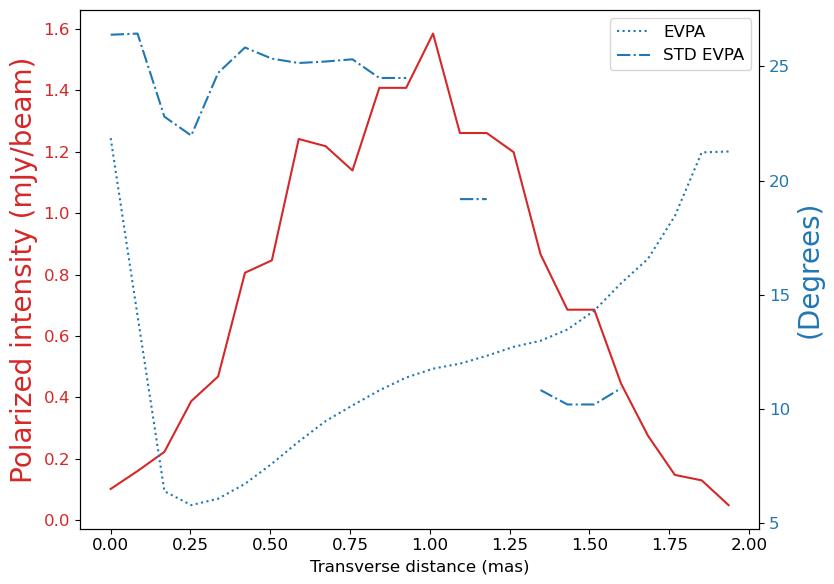 EVPA
STD EVPA
Polarized intensity (mJy/beam)
1.6
1.4
1.2
1.0
0.8
0.6
0.4
0.2
0.0
25
20
15
10
5
(Degrees)
0.00 0.25 0.50 0.75 1.00 1.25 1.50 1.75 2.00
Transverse distance (mas)